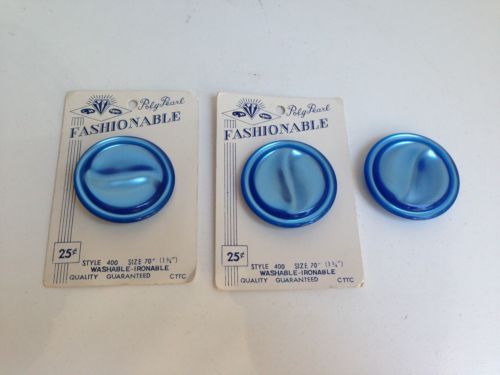 Poly Pearl
FASHIONABLE
25¢
STYLE 400 SIZE 70" (1¾")
WASHABLE-IRONABLE
QUALITY GUARANTEED CTTC
Poly Pearl
FASHIONABLE
25¢
STYLE 400 SIZE 70" (1¾")
WASHABLE-IRONABLE
QUALITY GUARANTEED CTTC